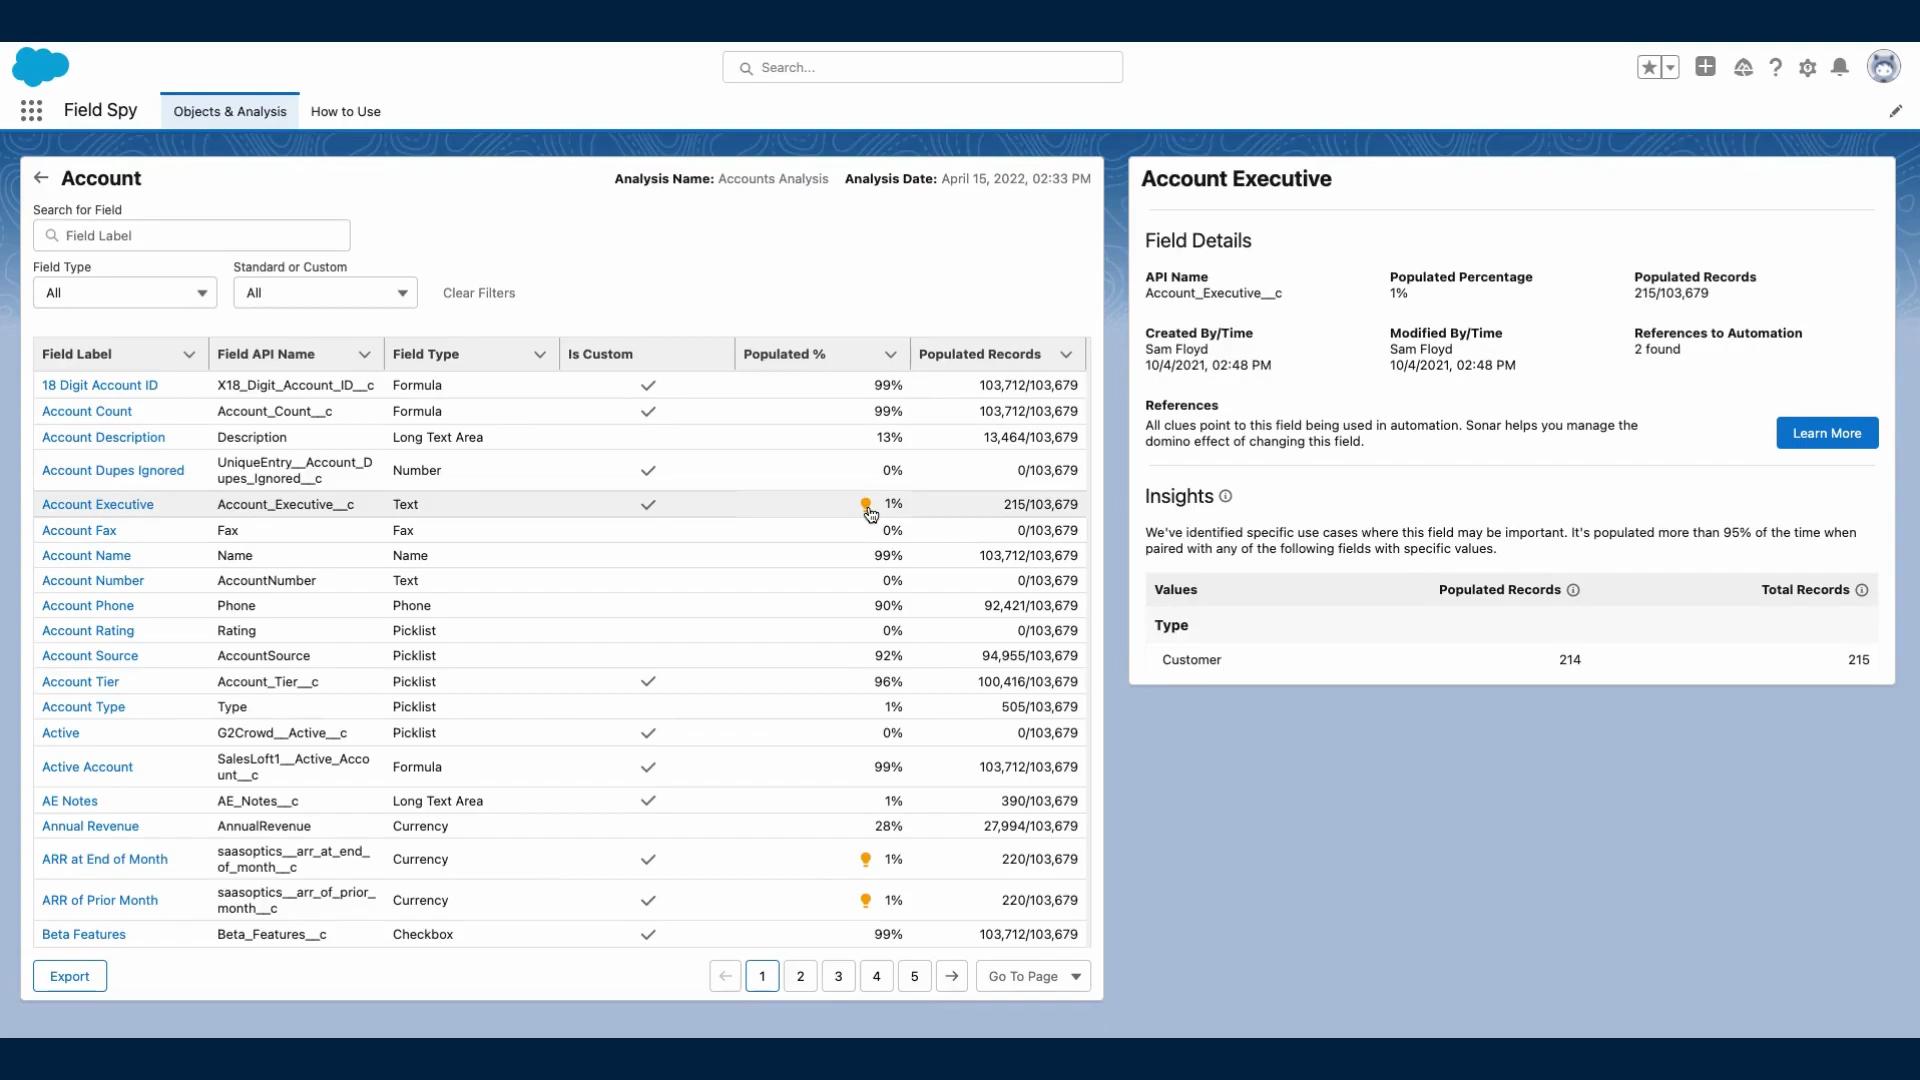 Search...
Field Spy
Objects & Analysis
How to Use
Account
Analysis Name: Accounts Analysis
Analysis Date: April 15, 2022, 02:33 PM
Search for Field
Field Label
Field Type
Standard or Custom
All
All
Clear Filters
Field Label Field API Name Field Type Is Custom Populated % Populated Records
18 Digit Account ID X18_Digit_Account_ID__c Formula 99% 103,712/103,679
Account Count Account_Count__c Formula 99% 103,712/103,679
Account Description Description Long Text Area 13% 13,464/103,679
Account Dupes Ignored UniqueEntry__Account_D
upes_Ignored__c Number 0% 0/103,679
Account Executive Account_Executive__c Text 1% 215/103,679
Account Fax Fax Fax 0% 0/103,679
Account Name Name Name 99% 103,712/103,679
Account Number AccountNumber Text 0% 0/103,679
Account Phone Phone Phone 90% 92,421/103,679
Account Rating Rating Picklist 0% 0/103,679
Account Source AccountSource Picklist 92% 94,955/103,679
Account Tier Account_Tier__c Picklist 96% 100,416/103,679
Account Type Type Picklist 1% 505/103,679
Active G2Crowd__Active__c Picklist 0% 0/103,679
Active Account SalesLoft1__Active_Acco
unt__c Formula 99% 103,712/103,679
AE Notes AE_Notes__c Long Text Area 1% 390/103,679
Annual Revenue AnnualRevenue Currency 28% 27,994/103,679
ARR at End of Month saasoptics__arr_at_end_
of_month__c Currency 1% 220/103,679
ARR of Prior Month saasoptics__arr_of_prior_
month__c Currency 1% 220/103,679
Beta Features Beta_Features__c Checkbox 99% 103,712/103,679
Export
1 2 3 4 5 Go To Page
Account Executive
Field Details
API Name Populated Percentage Populated Records
Account_Executive__c 1% 215/103,679
Created By/Time Modified By/Time References to Automation
Sam Floyd Sam Floyd 2 found
10/4/2021, 02:48 PM 10/4/2021, 02:48 PM
References
All clues point to this field being used in automation. Sonar helps you manage the
domino effect of changing this field.
Learn More
Insights
We've identified specific use cases where this field may be important. It's populated more than 95% of the time when
paired with any of the following fields with specific values.
Values Populated Records Total Records
Type
Customer 214 215